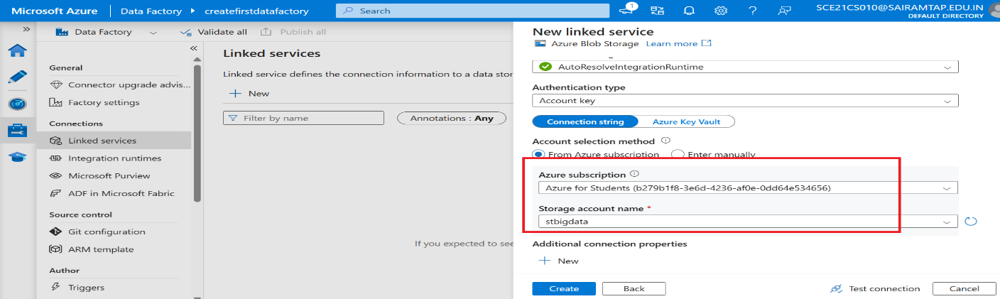 Microsoft Azure | Data Factory > createfirstdatafactory
Search
1
SCE21CS010@SAIRAMTAP.EDU.IN
DEFAULT DIRECTORY
Data Factory
Validate all
Publish all
General
Connector upgrade advis...
Factory settings
Connections
Linked services
Integration runtimes
Microsoft Purview
ADF in Microsoft Fabric
Source control
Git configuration
ARM template
Author
Triggers
Linked services
Linked service defines the connection information to a data stor
New
Filter by name
Annotations : Any
If you expected to see
New linked service
Azure Blob Storage Learn more
AutoResolveIntegrationRuntime
Authentication type
Account key
Connection string
Azure Key Vault
Account selection method
From Azure subscription
Enter manually
Azure subscription
Azure for Students (b279b1f8-3e6d-4236-af0e-0dd64e534656)
Storage account name *
stbigdata
Additional connection properties
New
Create
Back
Test connection
Cancel